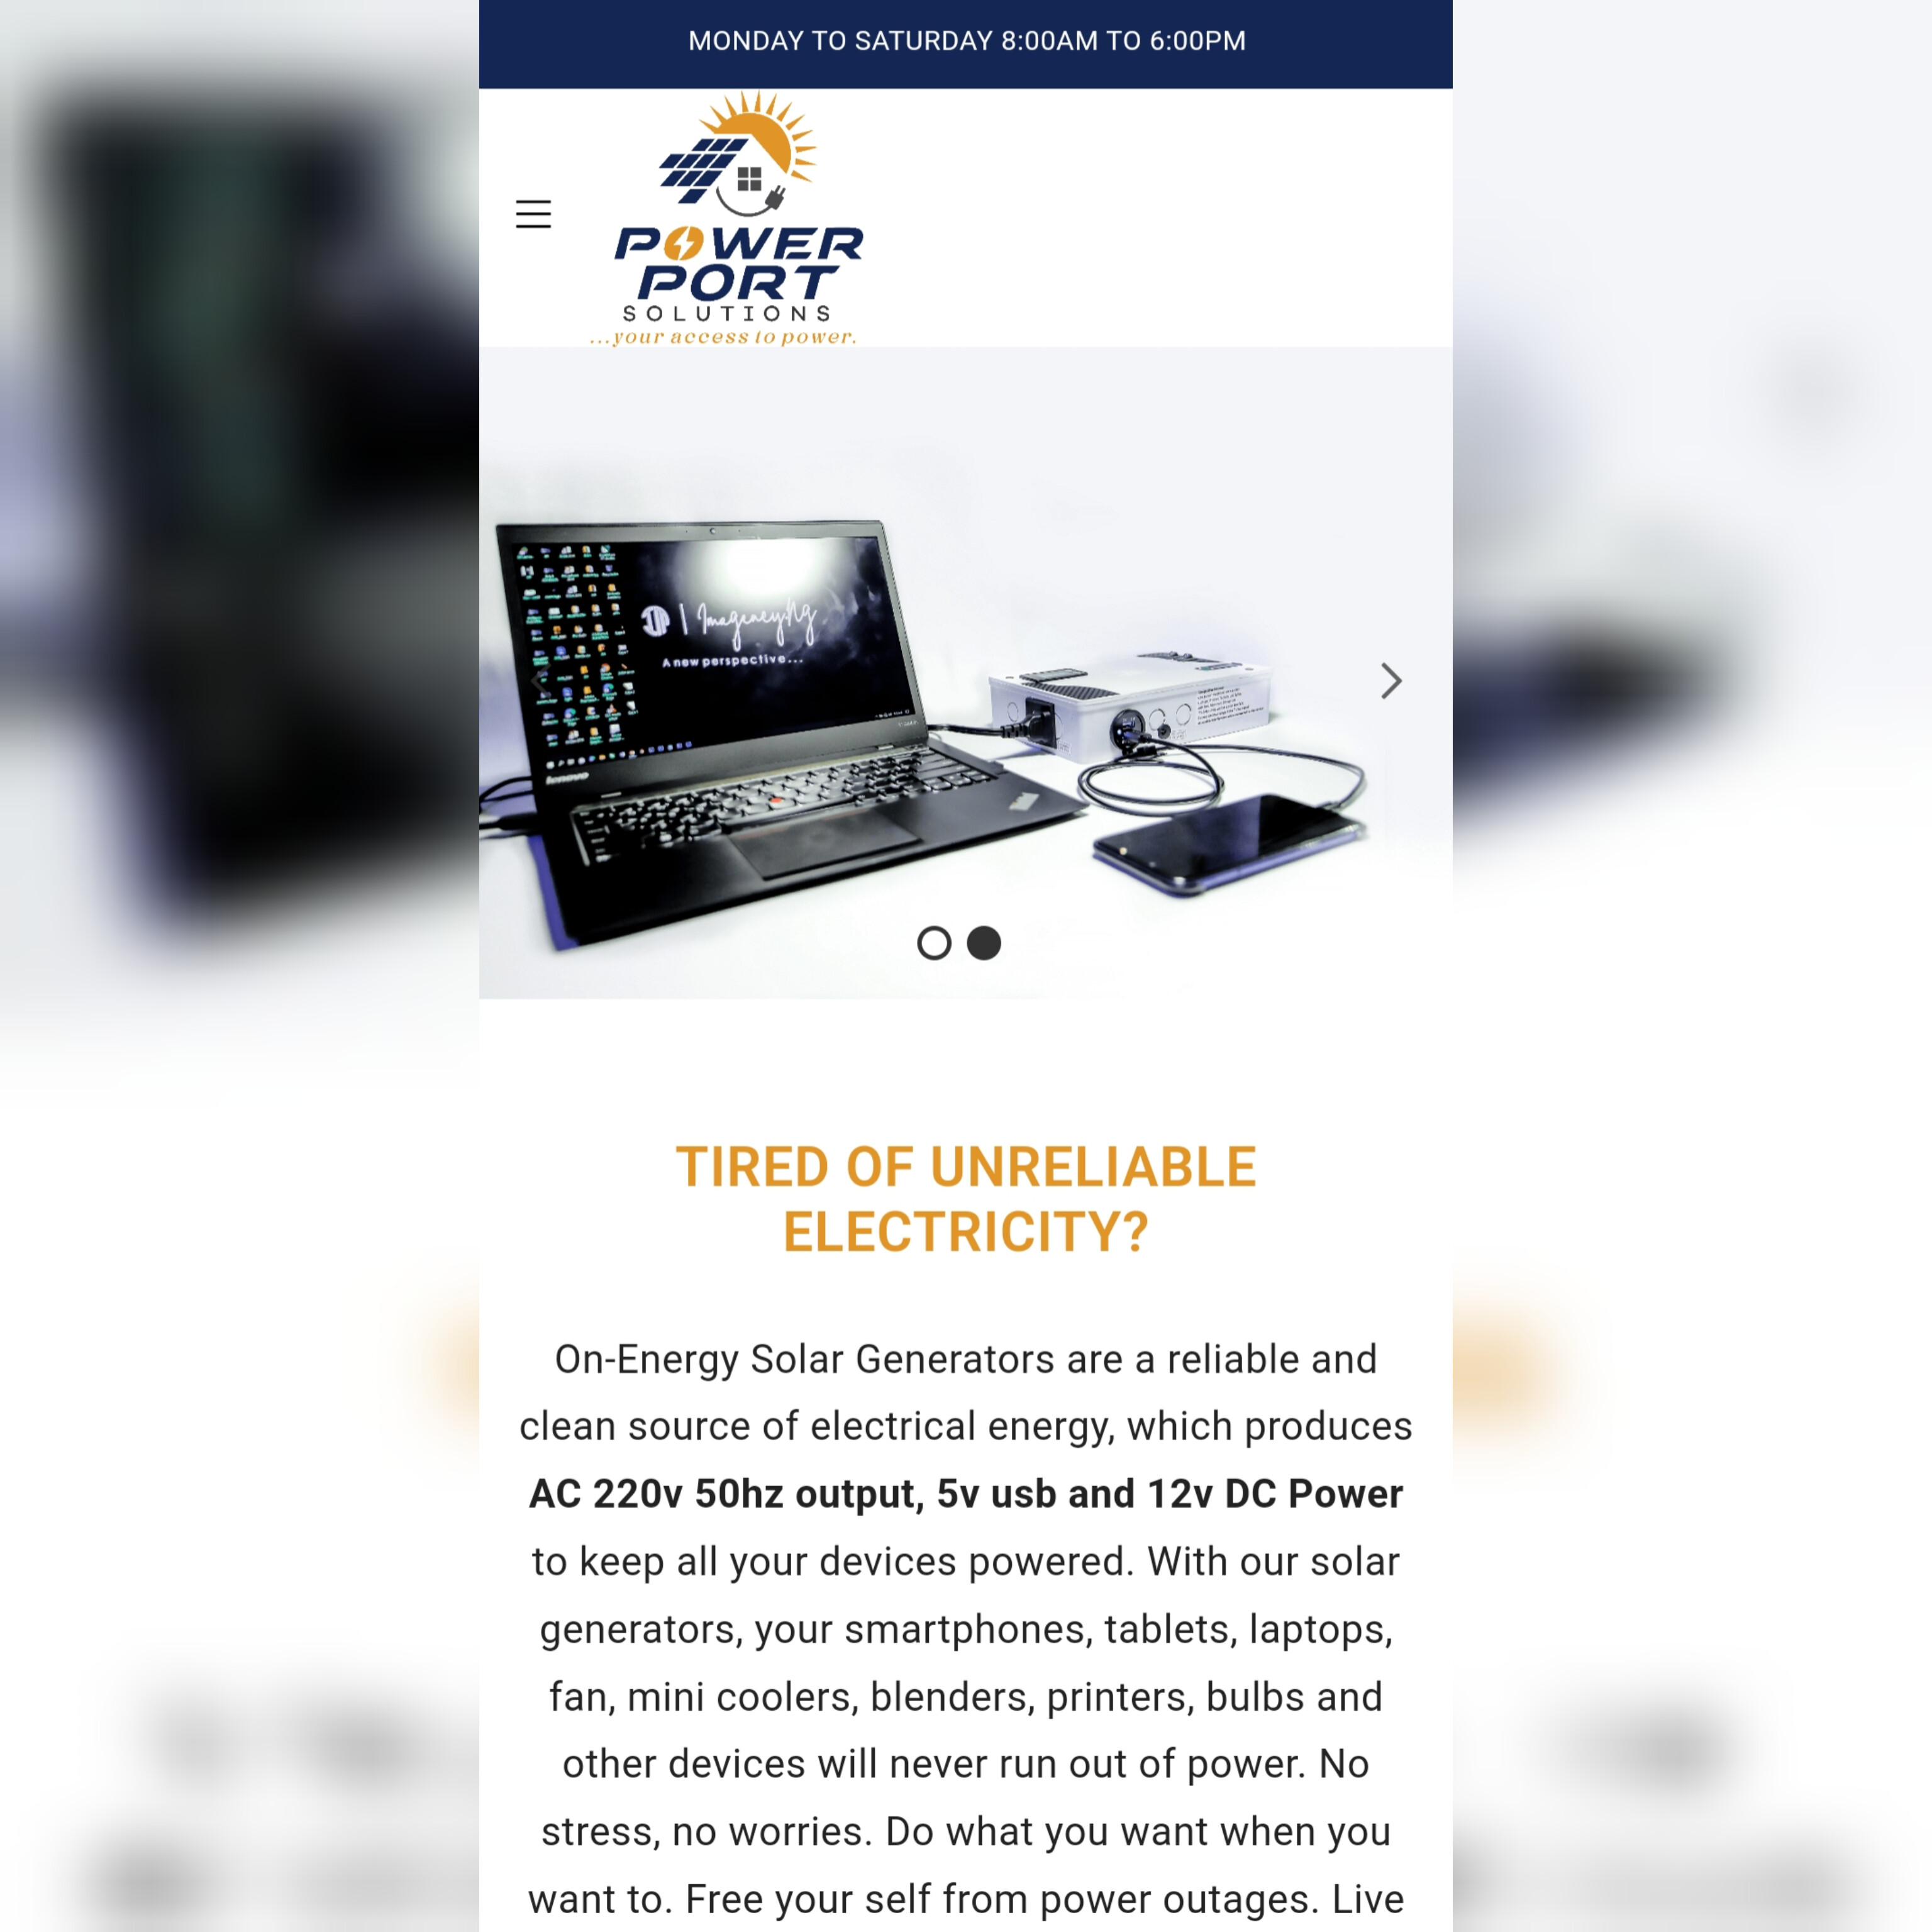 MONDAY TO SATURDAY 8:00AM TO 6:00PM
POWER
PORT
SOLUTIONS
...your access to power.
ImagencyNg
A new perspective...
lenovo
TIRED OF UNRELIABLE
ELECTRICITY?
On-Energy Solar Generators are a reliable and
clean source of electrical energy, which produces
AC 220v 50hz output, 5v usb and 12v DC Power
to keep all your devices powered. With our solar
generators, your smartphones, tablets, laptops,
fan, mini coolers, blenders, printers, bulbs and
other devices will never run out of power. No
stress, no worries. Do what you want when you
want to. Free your self from power outages. Live